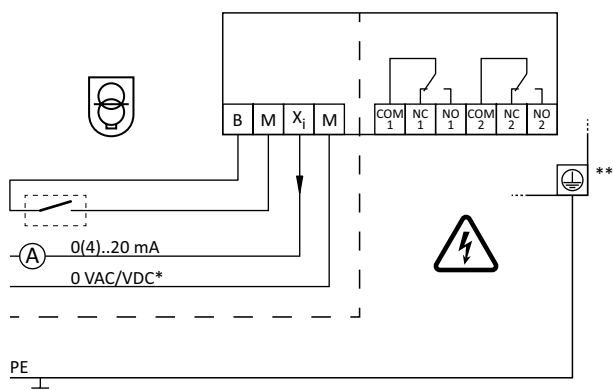 B M Xi M
COM 1 NC 1 NO 1 COM 2 NC 2 NO 2
**
A 0(4)..20 mA
0 VAC/VDC*
PE